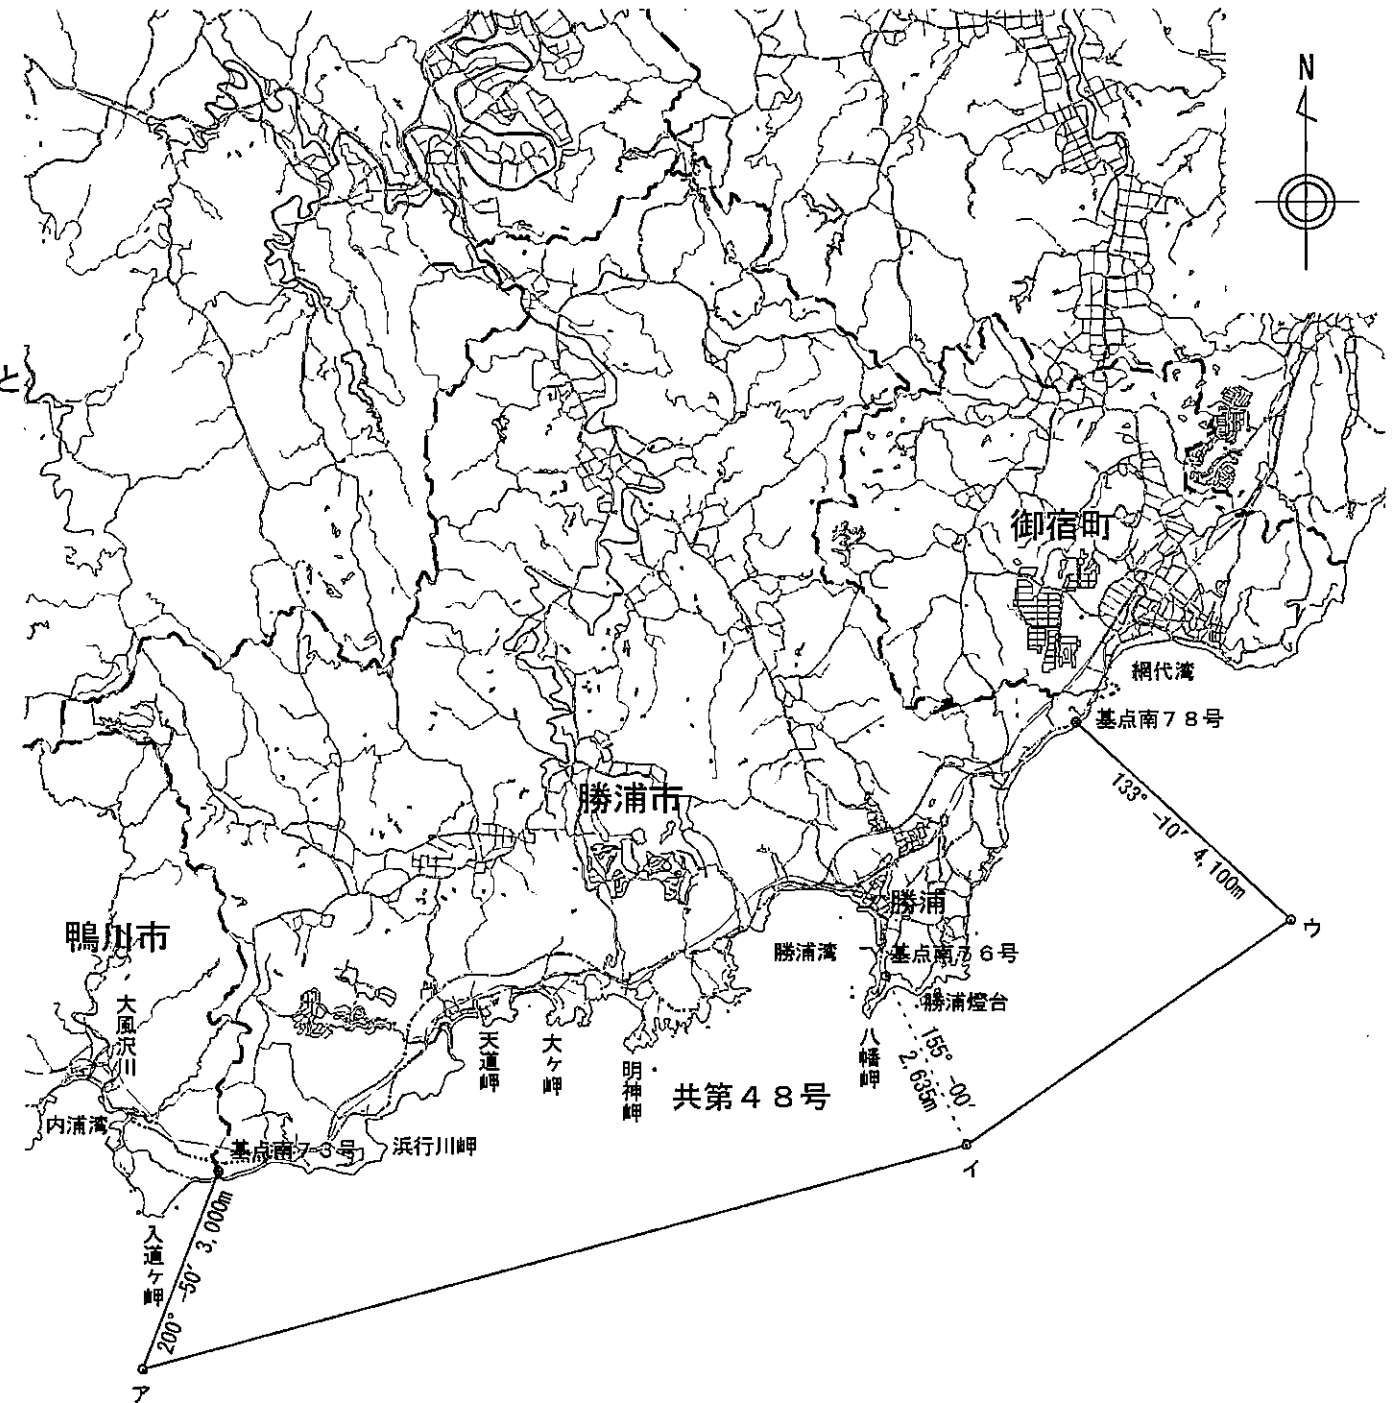 N
と
御宿町
網代湾
基点南78号
133°-10′ 4,100m
ウ
勝浦市
勝浦
勝浦湾
基点南76号
勝浦燈台
八幡岬
155°-00′
2,635m
イ
鴨川市
大風沢川
内浦湾
基点南73号
浜行川岬
天道岬
大ヶ岬
明神岬
共第48号
入道ヶ岬
200°-50′ 3,000m
ア